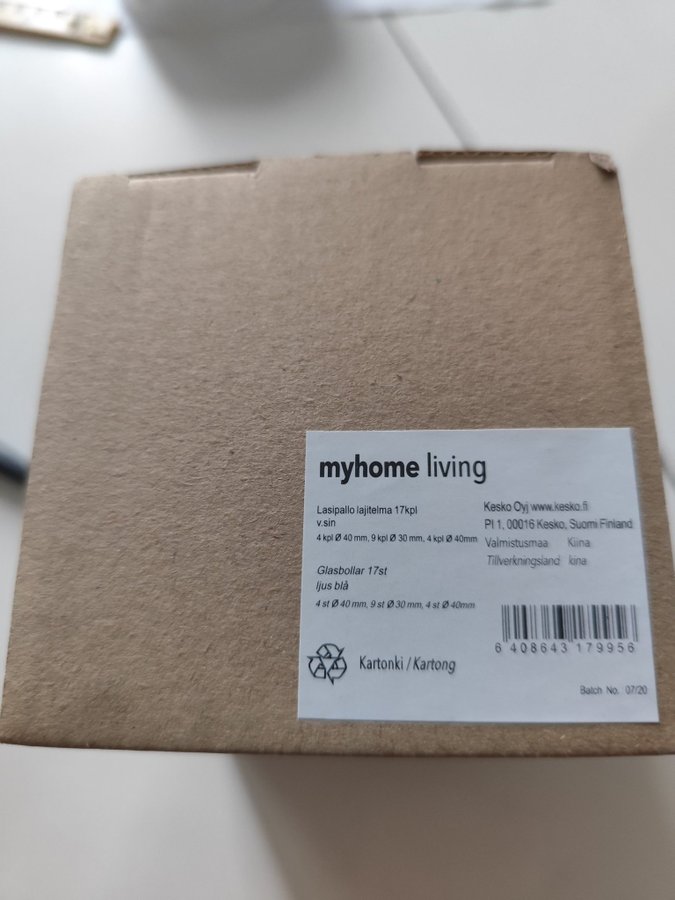 myhome living
Lasipallo lajitelma 17kpl
v.sin
4 kpl Ø 40 mm, 9 kpl Ø 30 mm, 4 kpl Ø 40mm
Glasbollar 17st
ljus blå
4 st Ø 40 mm, 9 st Ø 30 mm, 4 st Ø 40mm
Kartonki / Kartong
Kesko Oyj www.kesko.fi
Pl 1, 00016 Kesko, Suomi Finland
Valmistusmaa Kiina
Tillverkningsland kina
6 408643 179956
Batch No. 07/20